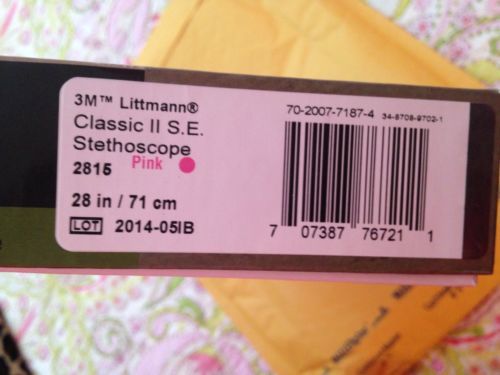 3M™ Littmann®
Classic II S.E.
Stethoscope
2815 Pink
28 in / 71 cm
LOT 2014-05IB
70-2007-7187-4 34-8708-9702-1
7 07387 76721 1